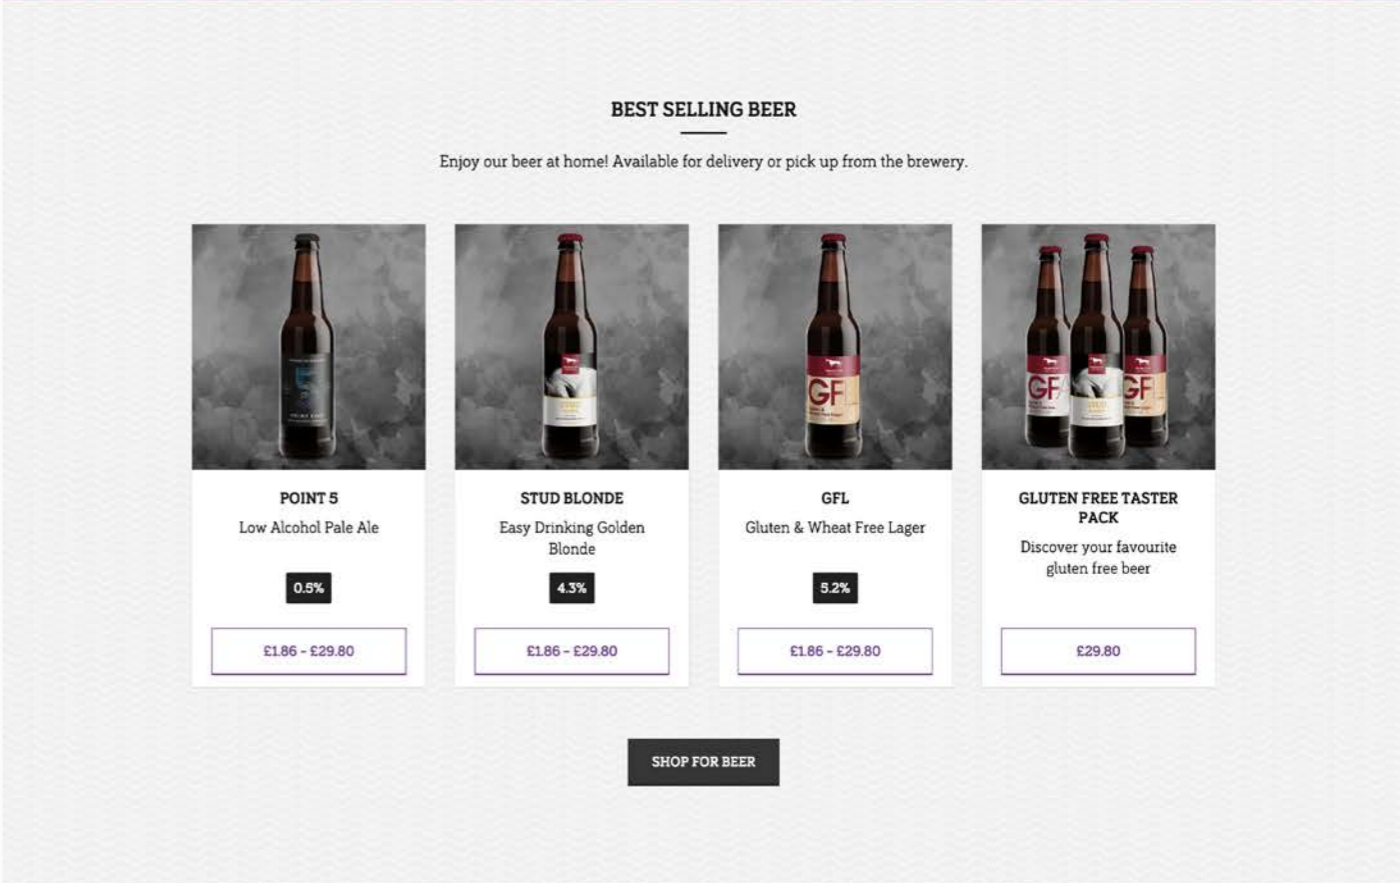 BEST SELLING BEER
Enjoy our beer at home! Available for delivery or pick up from the brewery.
GF
GF
GF
POINT 5
Low Alcohol Pale Ale
0.5%
£1.86 - £29.80
STUD BLONDE
Easy Drinking Golden
Blonde
4.3%
£1.86 - £29.80
GFL
Gluten & Wheat Free Lager
5.2%
£1.86 - £29.80
GLUTEN FREE TASTER
PACK
Discover your favourite
gluten free beer
£29.80
SHOP FOR BEER